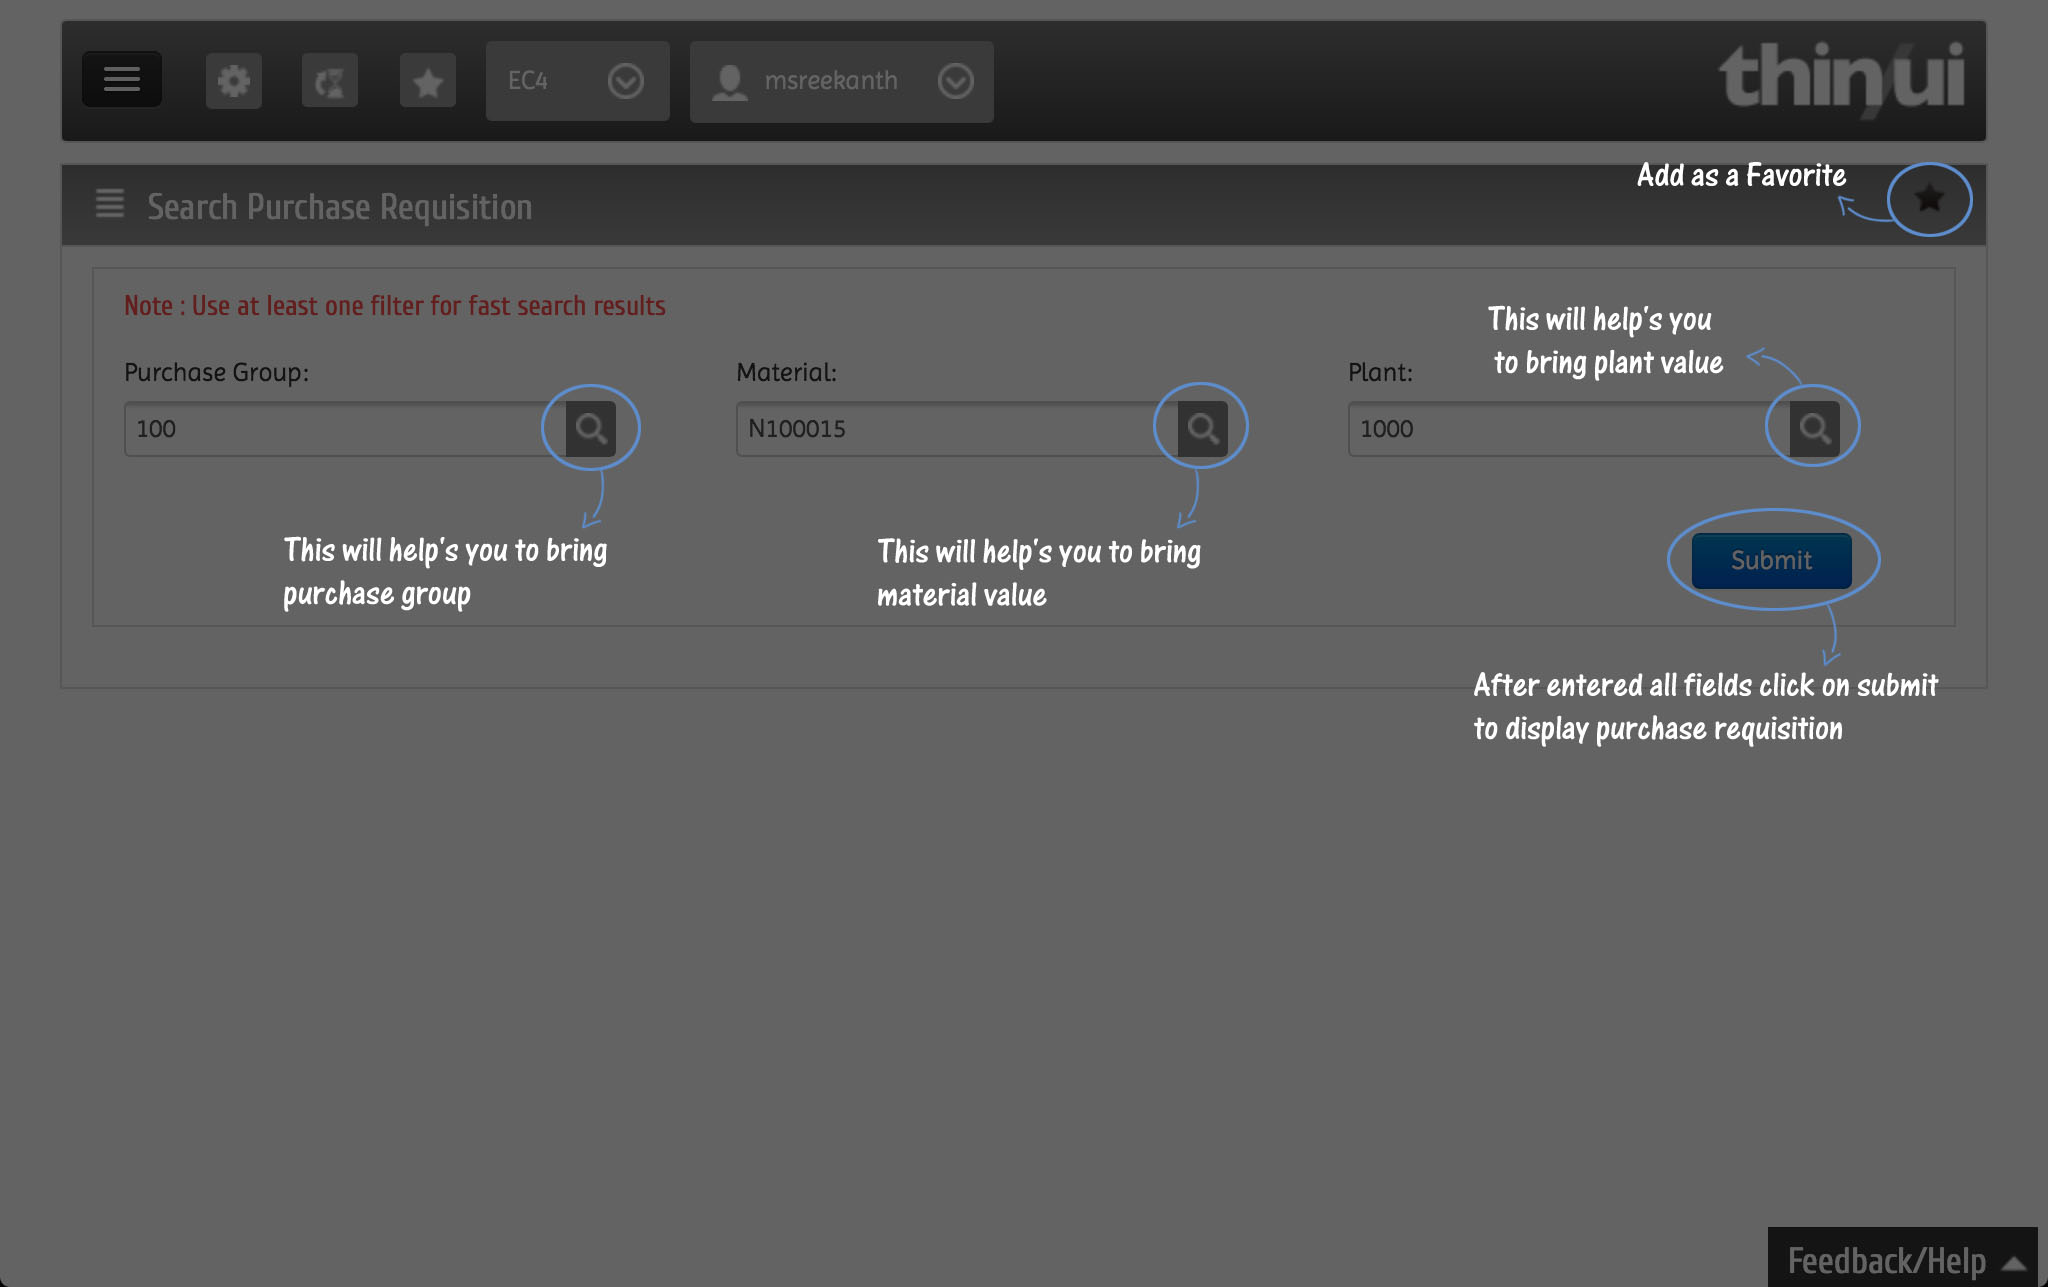 EC4
msreekanth
thinui
Add as a Favorite
Search Purchase Requisition
Note : Use at least one filter for fast search results
This will help's you
to bring plant value
Purchase Group:
Material:
Plant:
100
N100015
1000
This will help's you to bring
purchase group
This will help's you to bring
material value
Submit
After entered all fields click on submit
to display purchase requisition
Feedback/Help